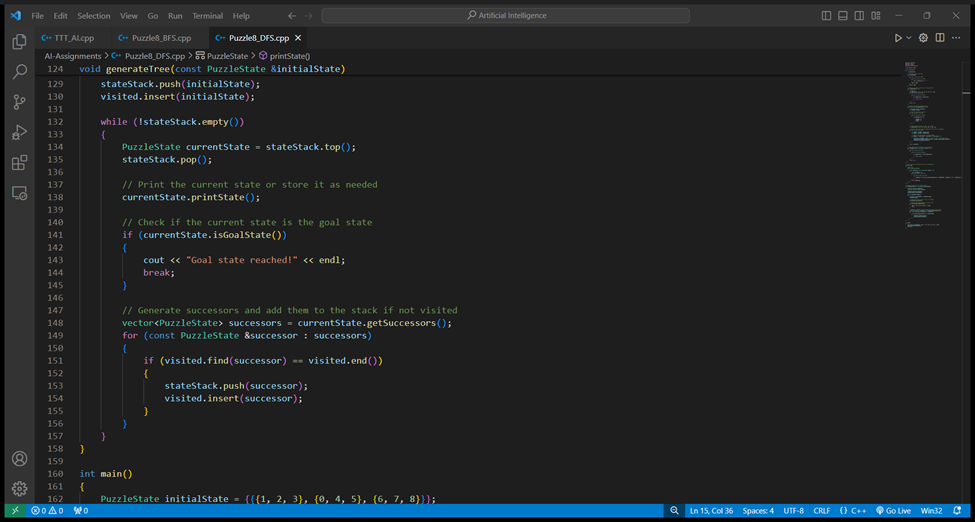 File Edit Selection View Go Run Terminal Help Artificial Intelligence
TTT_AI.cpp Puzzle8_BFS.cpp Puzzle8_DFS.cpp
AI-Assignments > Puzzle8_DFS.cpp > PuzzleState > printState()
124 void generateTree(const PuzzleState &initialState)
129 stateStack.push(initialState);
130 visited.insert(initialState);
131
132 while (!stateStack.empty())
133 {
134 PuzzleState currentState = stateStack.top();
135 stateStack.pop();
136
137 // Print the current state or store it as needed
138 currentState.printState();
139
140 // Check if the current state is the goal state
141 if (currentState.isGoalState())
142 {
143 cout << "Goal state reached!" << endl;
144 break;
145 }
146
147 // Generate successors and add them to the stack if not visited
148 vector<PuzzleState> successors = currentState.getSuccessors();
149 for (const PuzzleState &successor : successors)
150 {
151 if (visited.find(successor) == visited.end())
152 {
153 stateStack.push(successor);
154 visited.insert(successor);
155 }
156 }
157 }
158 }
159
160 int main()
161 {
162 PuzzleState initialState = {{{1, 2, 3}, {0, 4, 5}, {6, 7, 8}}};
0 0 0 Ln 15, Col 36 Spaces: 4 UTF-8 CRLF {} C++ Go Live Win32